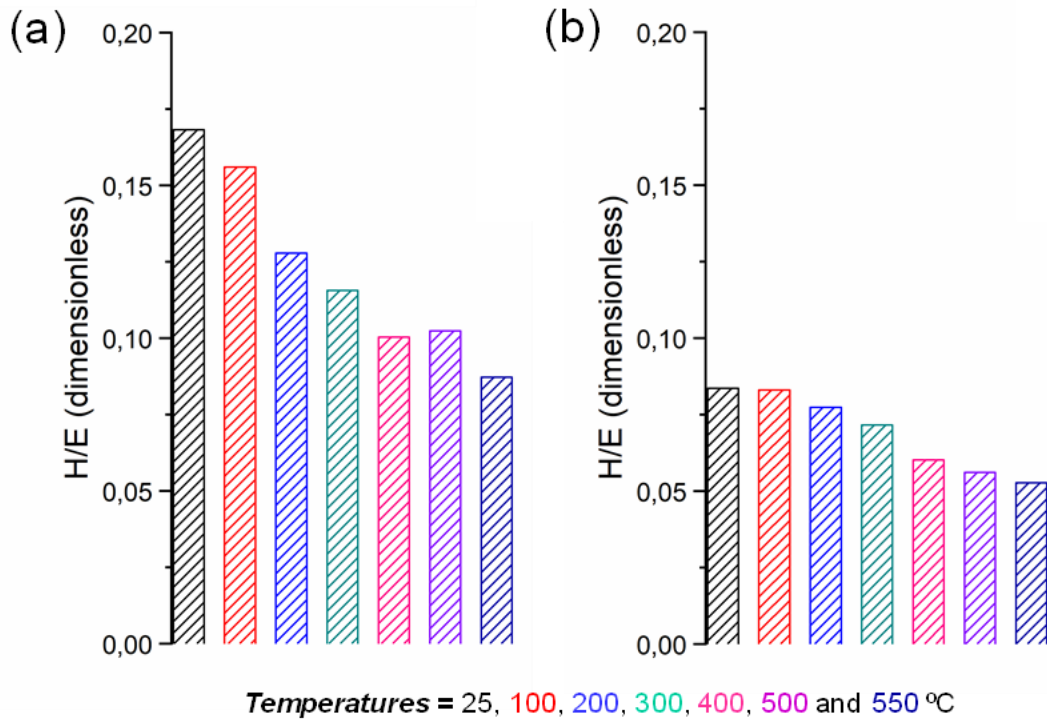 (a)
0,20
0,15
0,10
0,05
0,00
H/E (dimensionless)
(b)
0,20
0,15
0,10
0,05
0,00
H/E (dimensionless)
Temperatures = 25, 100, 200, 300, 400, 500 and 550 ºC